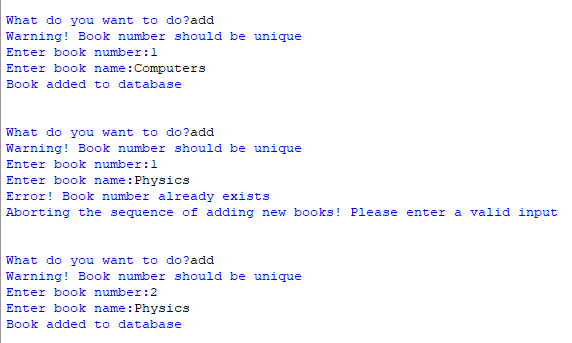 What do you want to do?add
Warning! Book number should be unique
Enter book number:1
Enter book name:Computers
Book added to database
What do you want to do?add
Warning! Book number should be unique
Enter book number:1
Enter book name:Physics
Error! Book number already exists
Aborting the sequence of adding new books! Please enter a valid input
What do you want to do?add
Warning! Book number should be unique
Enter book number:2
Enter book name:Physics
Book added to database